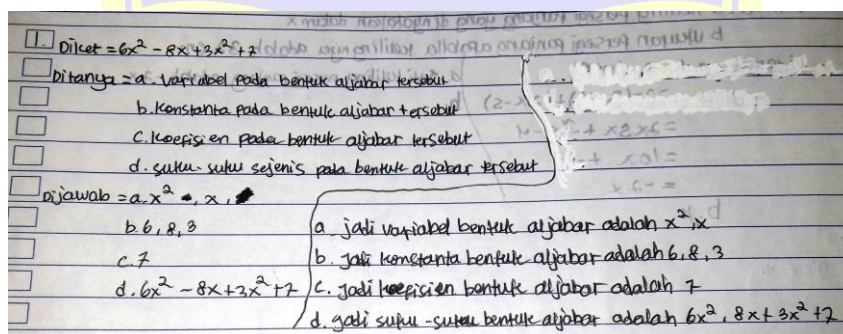 1. Diket = 6x² - 8x + 3x² + 7
Ditanya = a. Variabel pada bentuk aljabar tersebut
b. Konstanta pada bentuk aljabar tersebut
C. Koefisien pada bentuk aljabar tersebut
d. suku-suku sejenis pada bentuk aljabar tersebut
Dijawab = a. x², x,
b. 6, 8, 3
C. 7
d. 6x² - 8x + 3x² + 7
a. jadi variabel bentuk aljabar adalah x², x
b. Jadi konstanta bentuk aljabar adalah 6, 8, 3
C. Jadi koefisien bentuk aljabar adalah 7
d. jadi suku-suku bentuk aljabar adalah 6x², 8x + 3x² + 7